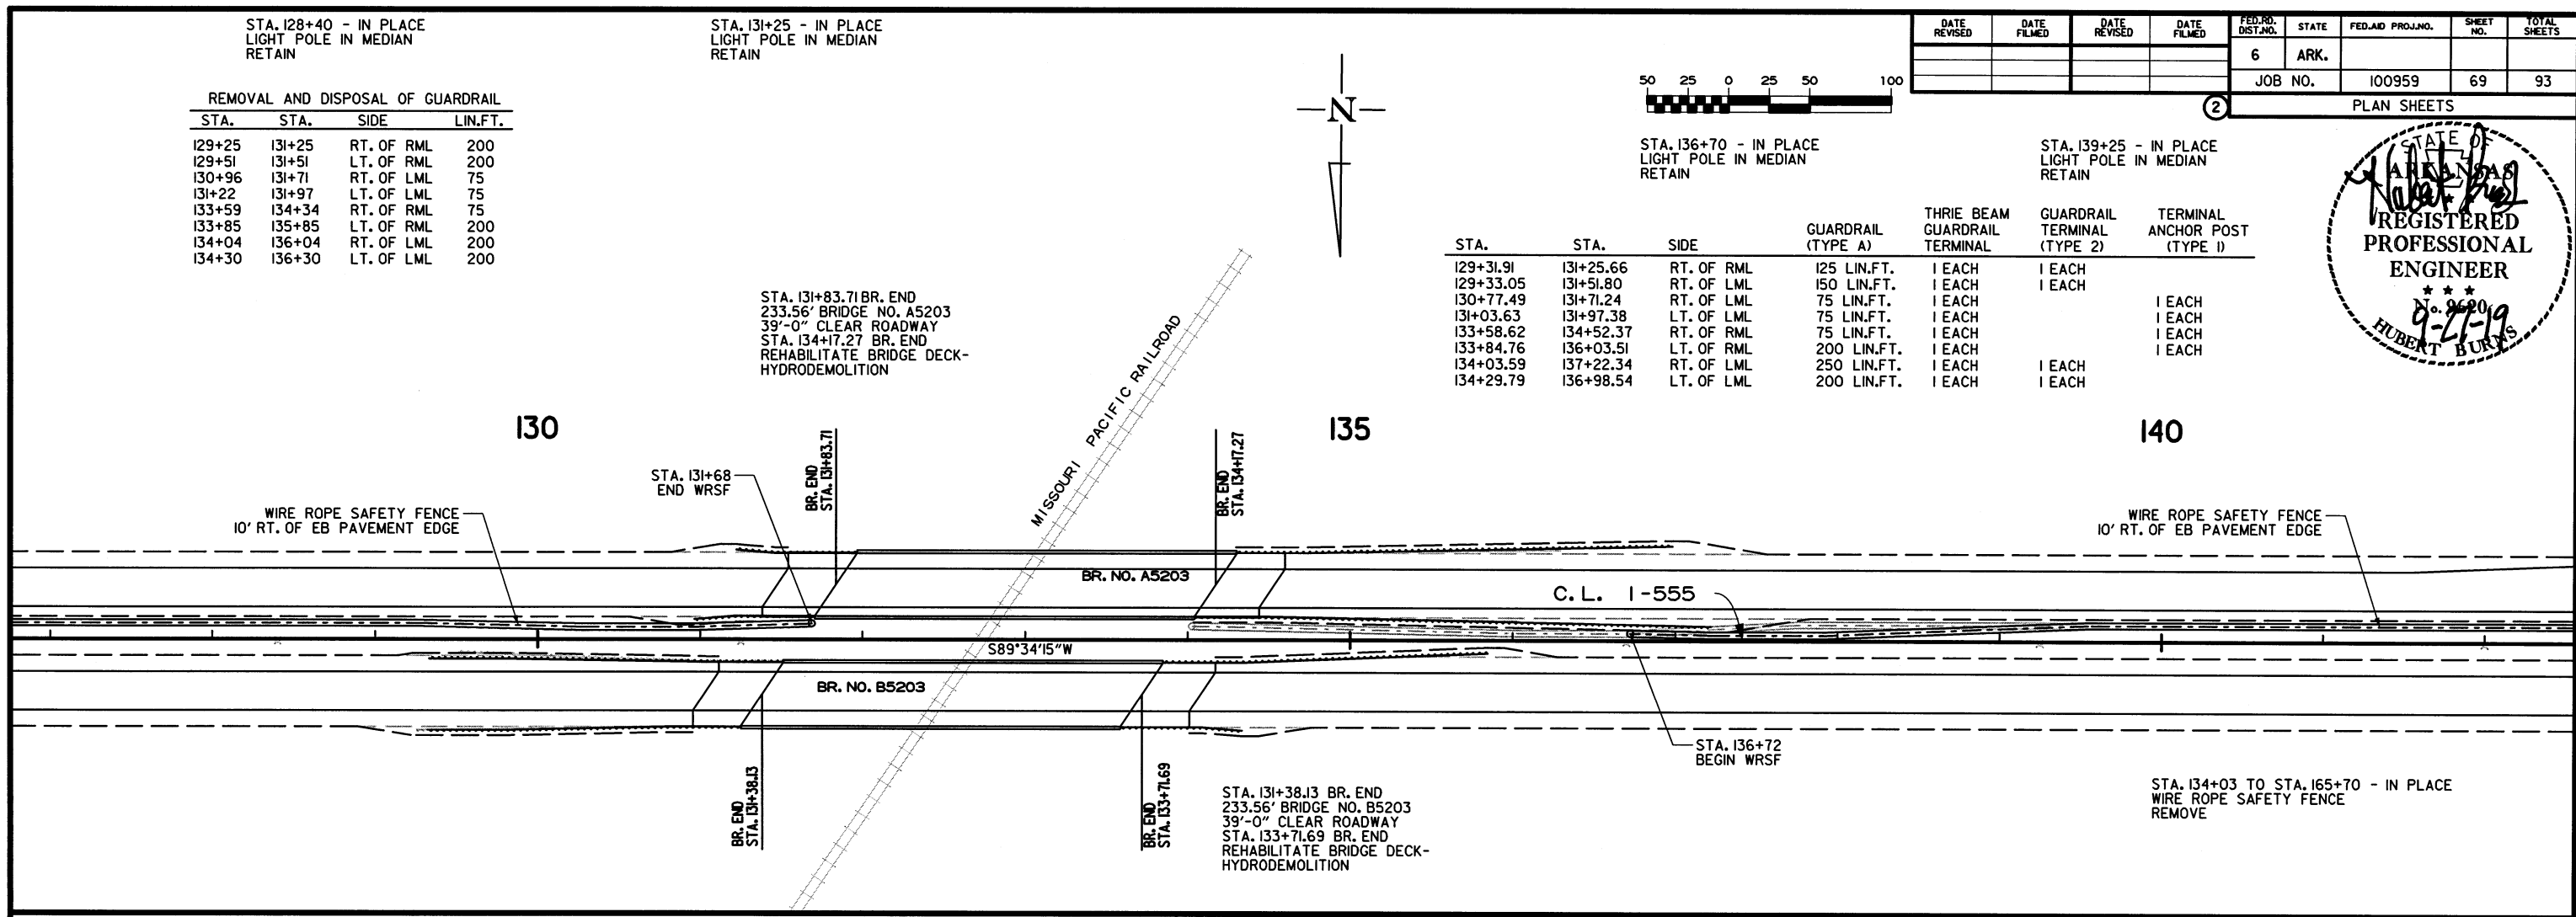 STA. 128+40 - IN PLACE
LIGHT POLE IN MEDIAN
RETAIN
STA. 131+25 - IN PLACE
LIGHT POLE IN MEDIAN
RETAIN
REMOVAL AND DISPOSAL OF GUARDRAIL
STA. STA. SIDE LIN.FT.
129+25 131+25 RT. OF RML 200
129+51 131+51 LT. OF RML 200
130+96 131+71 RT. OF LML 75
131+22 131+97 LT. OF LML 75
133+59 134+34 RT. OF RML 75
133+85 135+85 LT. OF RML 200
134+04 136+04 RT. OF LML 200
134+30 136+30 LT. OF LML 200
N
50 25 0 25 50 100
DATE REVISED DATE FILMED DATE REVISED DATE FILMED FED.RD. DIST.NO. STATE FED.AID PROJ.NO. SHEET NO. TOTAL SHEETS
6 ARK.
JOB NO. 100959 69 93
2 PLAN SHEETS
STA. 136+70 - IN PLACE
LIGHT POLE IN MEDIAN
RETAIN
STA. 139+25 - IN PLACE
LIGHT POLE IN MEDIAN
RETAIN
STATE OF
ARKANSAS
REGISTERED
PROFESSIONAL
ENGINEER
* * *
No. 9620
9-27-19
HUBERT BURNS
STA. STA. SIDE GUARDRAIL (TYPE A) THRIE BEAM GUARDRAIL TERMINAL GUARDRAIL TERMINAL (TYPE 2) TERMINAL ANCHOR POST (TYPE 1)
129+31.91 131+25.66 RT. OF RML 125 LIN.FT. 1 EACH 1 EACH
129+33.05 131+51.80 RT. OF LML 150 LIN.FT. 1 EACH 1 EACH
130+77.49 131+71.24 RT. OF LML 75 LIN.FT. 1 EACH 1 EACH
131+03.63 131+97.38 LT. OF LML 75 LIN.FT. 1 EACH 1 EACH
133+58.62 134+52.37 RT. OF RML 75 LIN.FT. 1 EACH 1 EACH
133+84.76 136+03.51 LT. OF RML 200 LIN.FT. 1 EACH 1 EACH
134+03.59 137+22.34 RT. OF LML 250 LIN.FT. 1 EACH 1 EACH
134+29.79 136+98.54 LT. OF LML 200 LIN.FT. 1 EACH 1 EACH
STA. 131+83.71 BR. END
233.56' BRIDGE NO. A5203
39'-0" CLEAR ROADWAY
STA. 134+17.27 BR. END
REHABILITATE BRIDGE DECK-
HYDRODEMOLITION
MISSOURI PACIFIC RAILROAD
130
135
140
STA. 131+68
END WRSF
BR. END
STA. 131+83.71
BR. END
STA. 134+17.27
WIRE ROPE SAFETY FENCE
10' RT. OF EB PAVEMENT EDGE
WIRE ROPE SAFETY FENCE
10' RT. OF EB PAVEMENT EDGE
BR. NO. A5203
C.L. I-555
S89°34'15"W
BR. NO. B5203
BR. END
STA. 131+38.13
BR. END
STA. 133+71.69
STA. 136+72
BEGIN WRSF
STA. 131+38.13 BR. END
233.56' BRIDGE NO. B5203
39'-0" CLEAR ROADWAY
STA. 133+71.69 BR. END
REHABILITATE BRIDGE DECK-
HYDRODEMOLITION
STA. 134+03 TO STA. 165+70 - IN PLACE
WIRE ROPE SAFETY FENCE
REMOVE